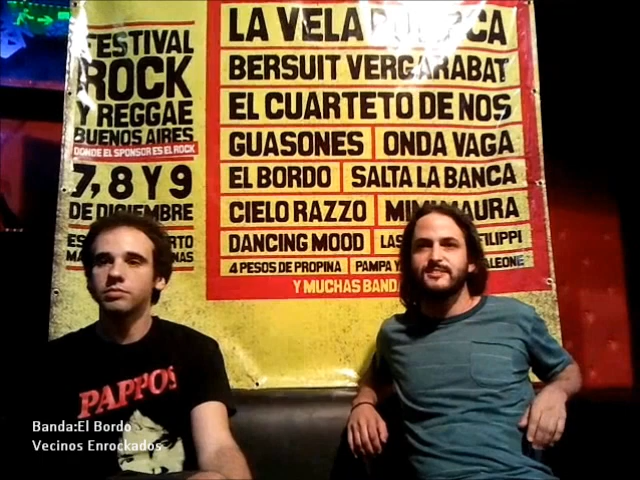 FESTIVAL
ROCK
Y REGGAE
BUENOS AIRES
DONDE EL SPONSOR ES EL ROCK
7, 8 Y 9
DE DICIEMBRE
LA VELA
BERSUIT VERGARABAT
EL CUARTETO DE NOS
GUASONES ONDA VAGA
EL BORDO SALTA LA BANCA
CIELO RAZZO MIMI MAURA
DANCING MOOD LAS
4 PESOS DE PROPINA PAMPA
Y MUCHAS
PAPPOS
Banda:El Bordo
Vecinos Enrockados